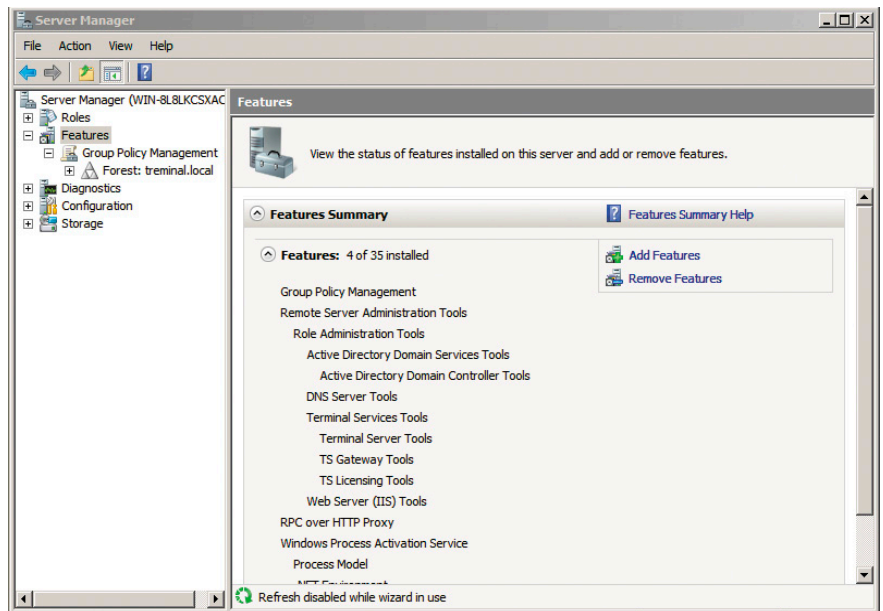 Server Manager
File Action View Help
Server Manager (WIN-8L8LKCSXAC
Roles
Features
Group Policy Management
Forest: treminal.local
Diagnostics
Configuration
Storage
Features
View the status of features installed on this server and add or remove features.
Features Summary
Features Summary Help
Features: 4 of 35 installed
Add Features
Remove Features
Group Policy Management
Remote Server Administration Tools
Role Administration Tools
Active Directory Domain Services Tools
Active Directory Domain Controller Tools
DNS Server Tools
Terminal Services Tools
Terminal Server Tools
TS Gateway Tools
TS Licensing Tools
Web Server (IIS) Tools
RPC over HTTP Proxy
Windows Process Activation Service
Process Model
.NET Environment
Refresh disabled while wizard in use